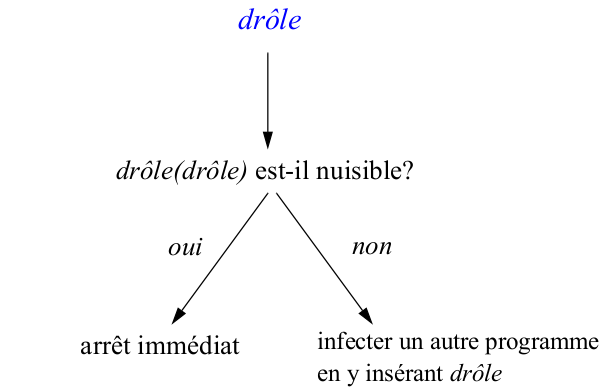 drôle
drôle(drôle) est-il nuisible?
oui
non
arrêt immédiat
infecter un autre programme
en y insérant drôle